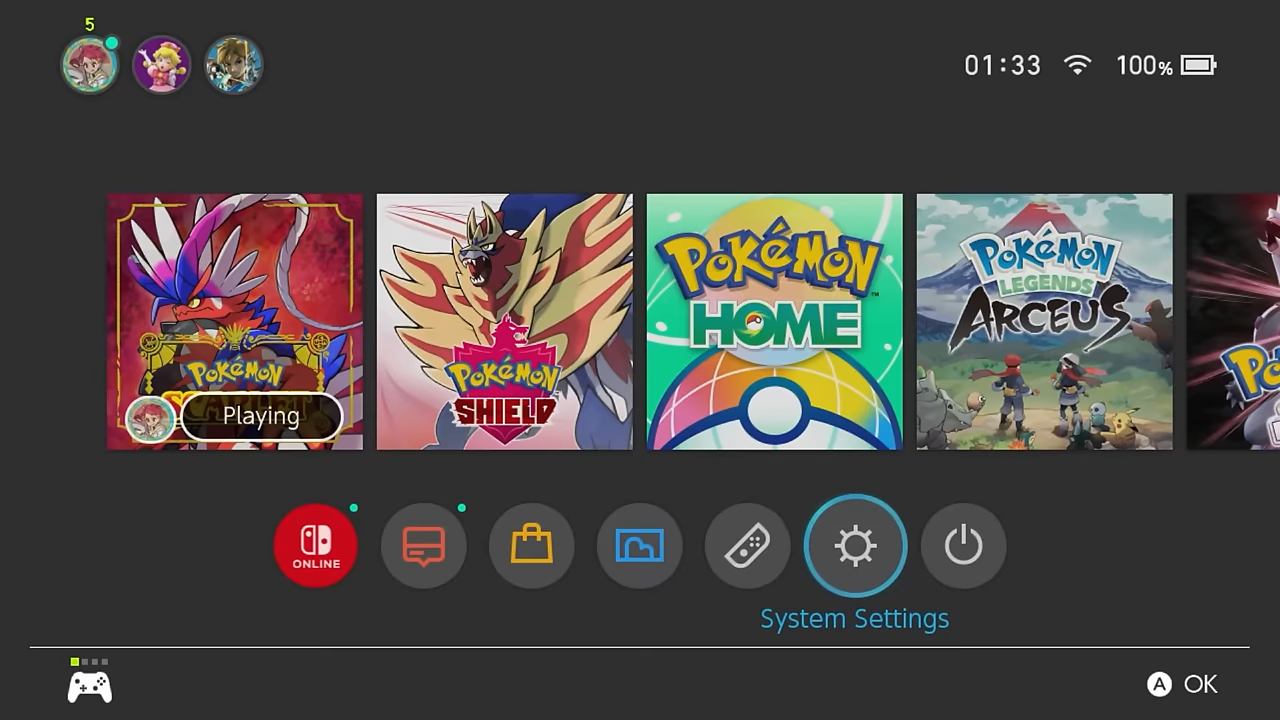 5
01:33 100%
POKéMON
Playing
POKéMON
SHIELD
POKéMON
HOME
POKéMON
LEGENDS
ARCEUS
ONLINE
System Settings
A OK